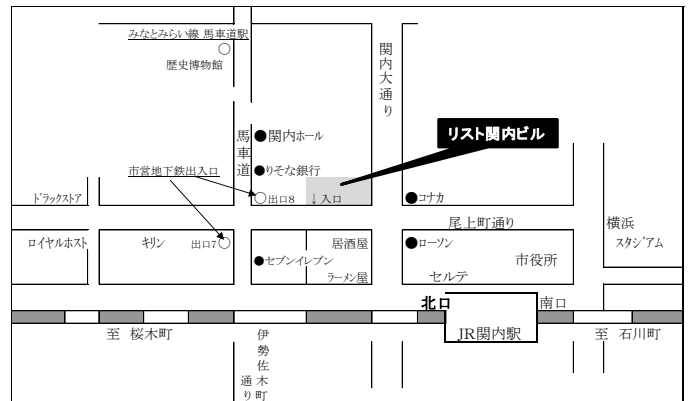 みなとみらい線 馬車道駅
歴史博物館
関内大通り
馬車道
関内ホール
リスト関内ビル
りそな銀行
市営地下鉄出入口
ドラックストア
出口8
↓入口
コナカ
尾上町通り
横浜
スタジアム
ロイヤルホスト
キリン
出口7
居酒屋
ローソン
セブンイレブン
市役所
ラーメン屋
セルテ
北口
南口
至 桜木町
伊勢佐木町
通り
JR関内駅
至 石川町